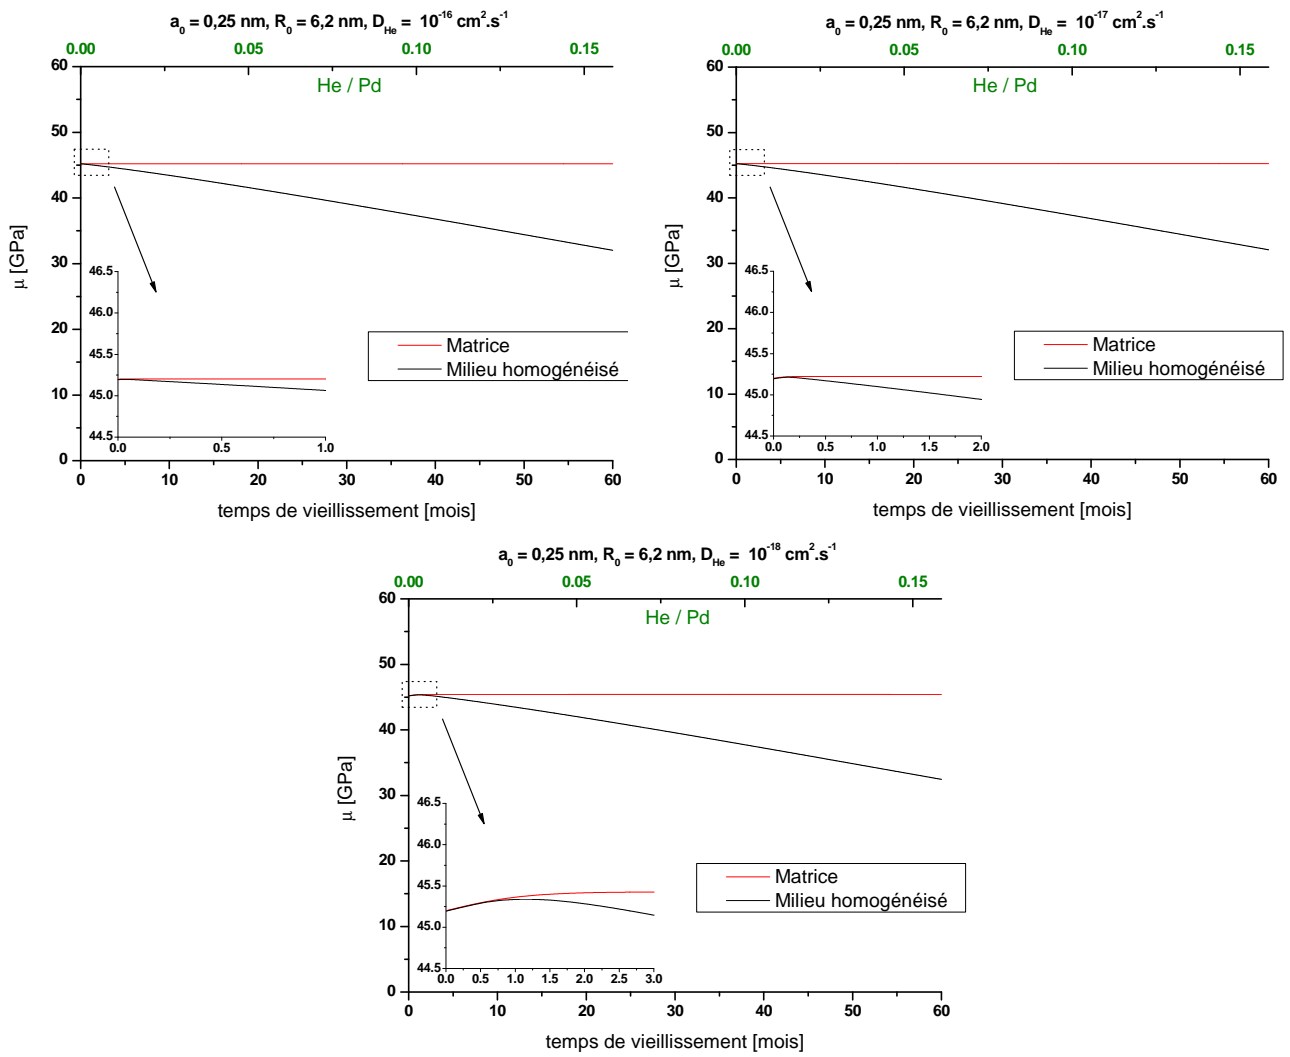 a₀ = 0,25 nm, R₀ = 6,2 nm, D_He = 10⁻¹⁶ cm².s⁻¹
0.00 0.05 0.10 0.15
He / Pd
60
50
40
30
20
10
0
μ [GPa]
46.5
46.0
45.5
45.0
44.5
0.0 0.5 1.0
Matrice
Milieu homogénéisé
0 10 20 30 40 50 60
temps de vieillissement [mois]
a₀ = 0,25 nm, R₀ = 6,2 nm, D_He = 10⁻¹⁷ cm².s⁻¹
0.00 0.05 0.10 0.15
He / Pd
60
50
40
30
20
10
0
μ [GPa]
46.5
46.0
45.5
45.0
44.5
0.0 0.5 1.0 1.5 2.0
Matrice
Milieu homogénéisé
0 10 20 30 40 50 60
temps de vieillissement [mois]
a₀ = 0,25 nm, R₀ = 6,2 nm, D_He = 10⁻¹⁸ cm².s⁻¹
0.00 0.05 0.10 0.15
He / Pd
60
50
40
30
20
10
0
μ [GPa]
46.5
46.0
45.5
45.0
44.5
0.0 0.5 1.0 1.5 2.0 2.5 3.0
Matrice
Milieu homogénéisé
0 10 20 30 40 50 60
temps de vieillissement [mois]